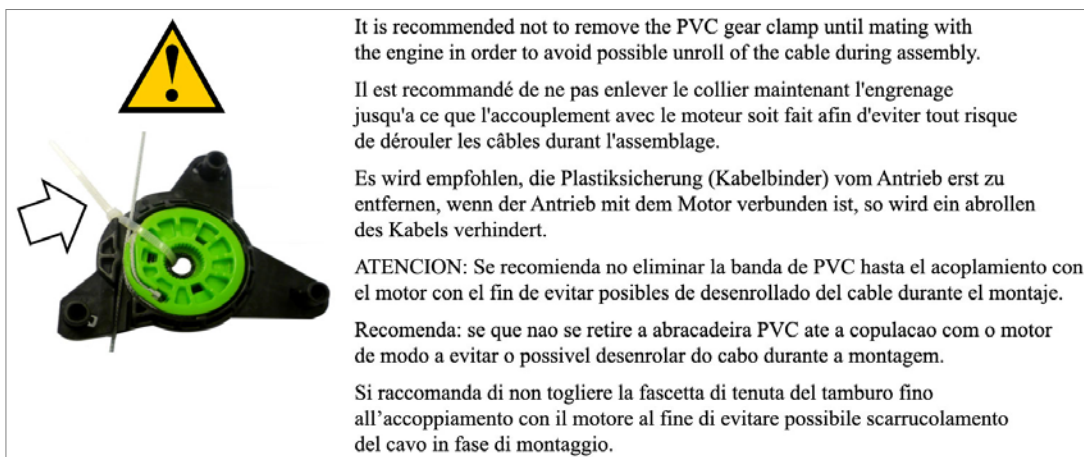 It is recommended not to remove the PVC gear clamp until mating with
the engine in order to avoid possible unroll of the cable during assembly.
Il est recommandé de ne pas enlever le collier maintenant l'engrenage
jusqu'a ce que l'accouplement avec le moteur soit fait afin d'eviter tout risque
de dérouler les câbles durant l'assemblage.
Es wird empfohlen, die Plastiksicherung (Kabelbinder) vom Antrieb erst zu
entfernen, wenn der Antrieb mit dem Motor verbunden ist, so wird ein abrollen
des Kabels verhindert.
ATENCION: Se recomienda no eliminar la banda de PVC hasta el acoplamiento con
el motor con el fin de evitar posibles de desenrollado del cable durante el montaje.
Recomenda: se que nao se retire a abracadeira PVC ate a copulacao com o motor
de modo a evitar o possivel desenrolar do cabo durante a montagem.
Si raccomanda di non togliere la fascetta di tenuta del tamburo fino
all’accoppiamento con il motore al fine di evitare possibile scarrucolamento
del cavo in fase di montaggio.